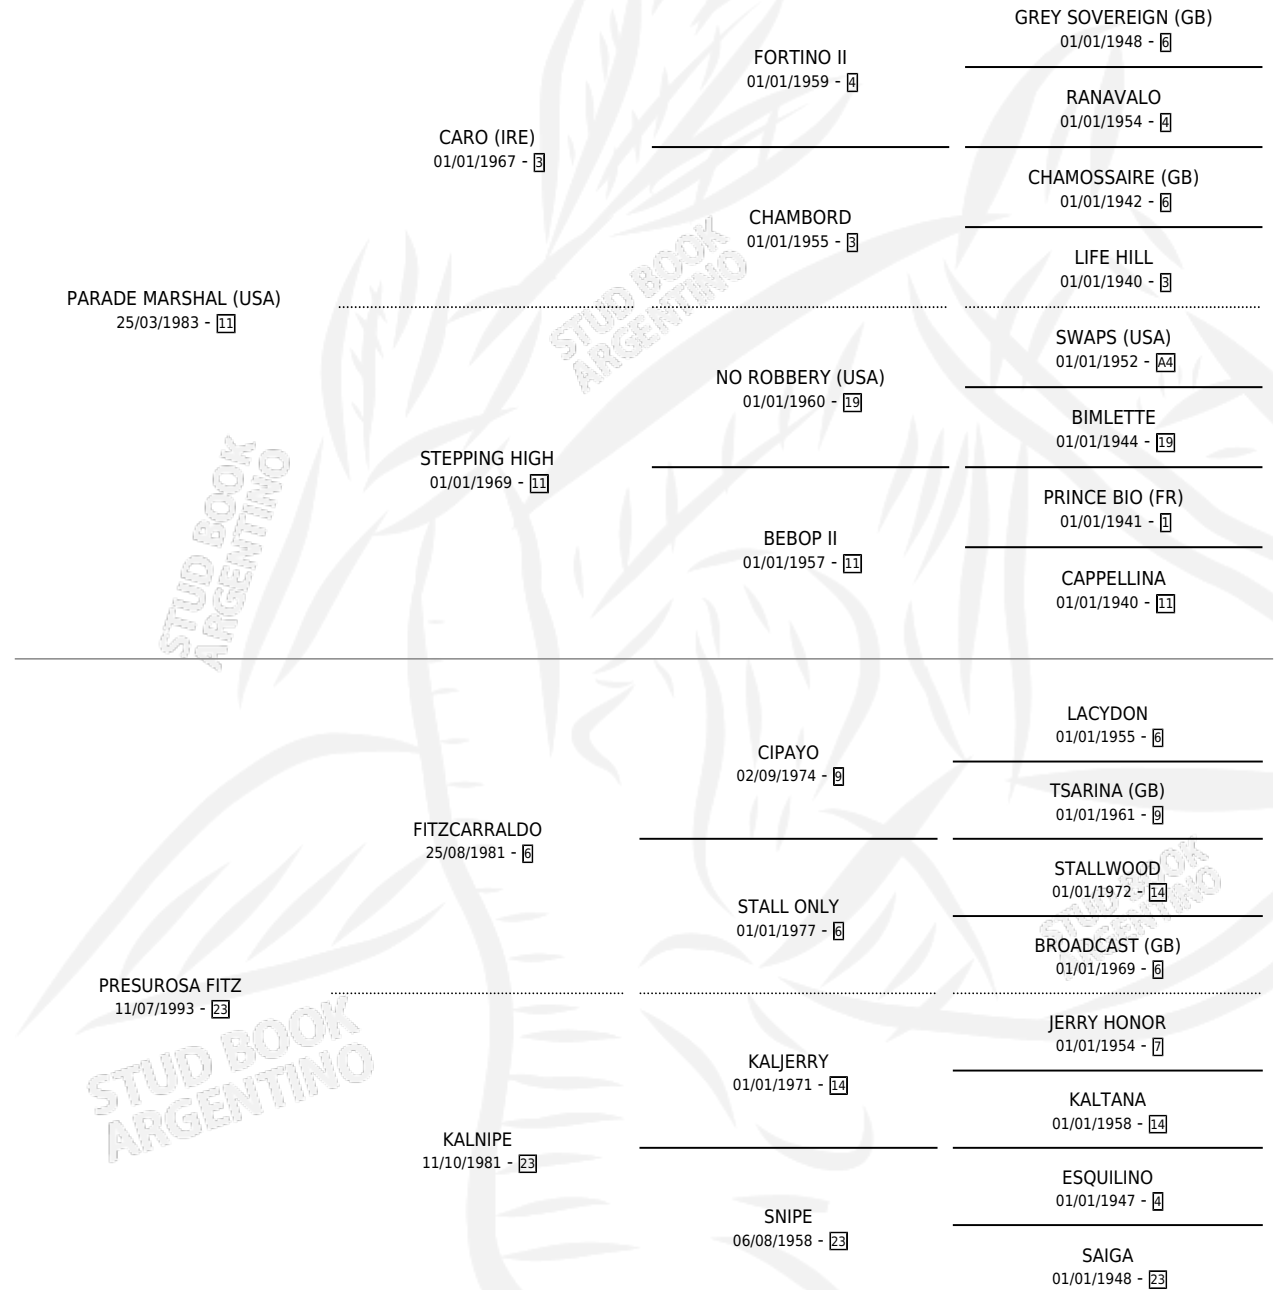 GREY SOVEREIGN (GB)
01/01/1948 - 6
FORTINO II
01/01/1959 - 4
RANAVALO
01/01/1954 - 4
CARO (IRE)
01/01/1967 - 3
CHAMOSSAIRE (GB)
01/01/1942 - 6
CHAMBORD
01/01/1955 - 3
LIFE HILL
01/01/1940 - 3
PARADE MARSHAL (USA)
25/03/1983 - 11
SWAPS (USA)
01/01/1952 - A4
NO ROBBERY (USA)
01/01/1960 - 19
BIMLETTE
01/01/1944 - 19
STEPPING HIGH
01/01/1969 - 11
PRINCE BIO (FR)
01/01/1941 - 1
BEBOP II
01/01/1957 - 11
CAPPELLINA
01/01/1940 - 11
LACYDON
01/01/1955 - 6
CIPAYO
02/09/1974 - 9
TSARINA (GB)
01/01/1961 - 9
FITZCARRALDO
25/08/1981 - 6
STALLWOOD
01/01/1972 - 14
STALL ONLY
01/01/1977 - 6
BROADCAST (GB)
01/01/1969 - 6
PRESUROSA FITZ
11/07/1993 - 23
JERRY HONOR
01/01/1954 - 7
KALJERRY
01/01/1971 - 14
KALTANA
01/01/1958 - 14
KALNIPE
11/10/1981 - 23
ESQUILINO
01/01/1947 - 4
SNIPE
06/08/1958 - 23
SAIGA
01/01/1948 - 23
STUD BOOK
ARGENTINO
STUD BOOK
ARGENTINO
STUD BOOK
ARGENTINO
STUD BOOK
ARGENTINO